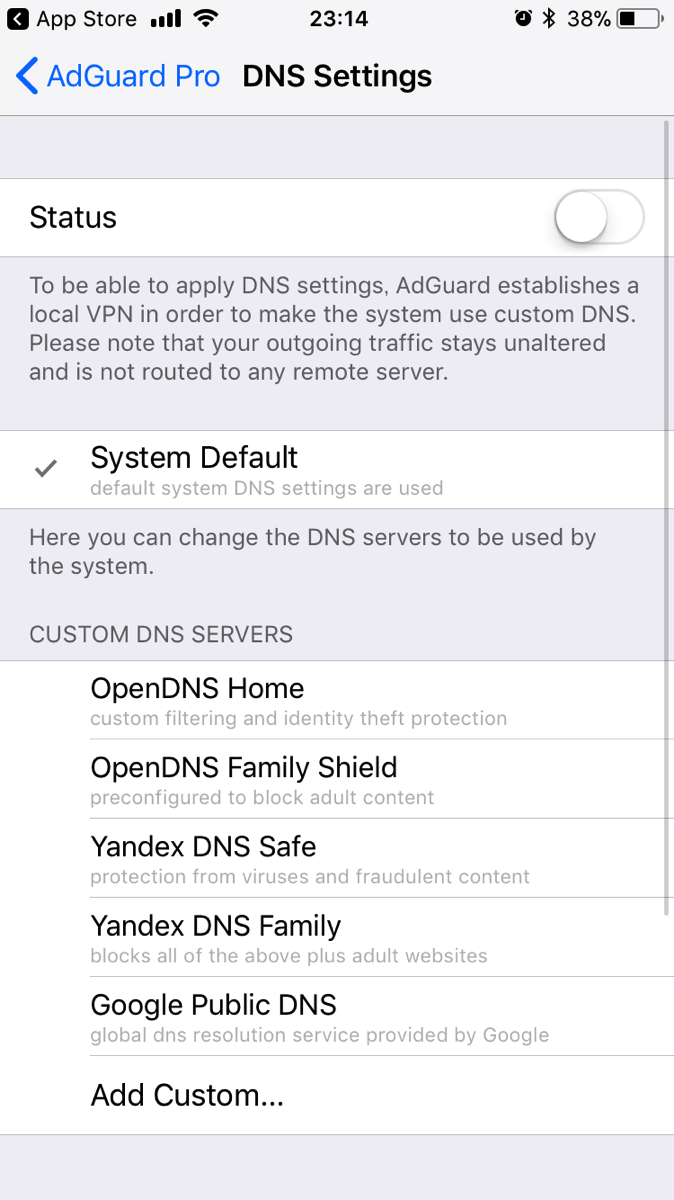 App Store 23:14 38%
AdGuard Pro DNS Settings
Status
To be able to apply DNS settings, AdGuard establishes a
local VPN in order to make the system use custom DNS.
Please note that your outgoing traffic stays unaltered
and is not routed to any remote server.
System Default
default system DNS settings are used
Here you can change the DNS servers to be used by
the system.
CUSTOM DNS SERVERS
OpenDNS Home
custom filtering and identity theft protection
OpenDNS Family Shield
preconfigured to block adult content
Yandex DNS Safe
protection from viruses and fraudulent content
Yandex DNS Family
blocks all of the above plus adult websites
Google Public DNS
global dns resolution service provided by Google
Add Custom...